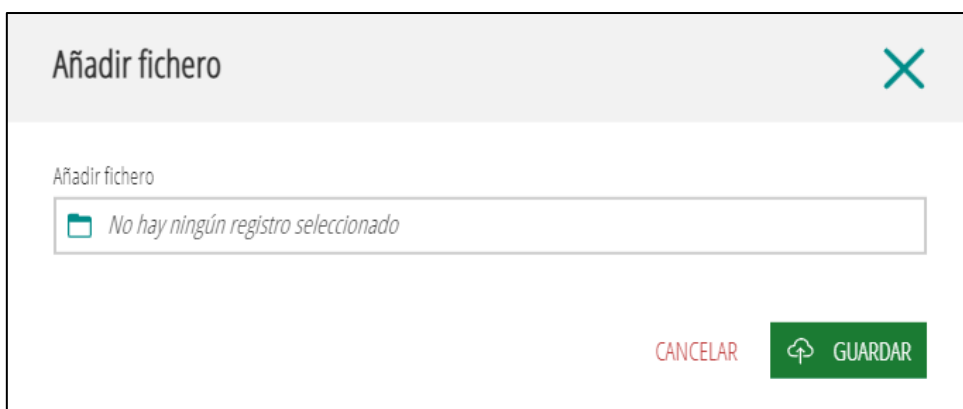 Añadir fichero
Añadir fichero
No hay ningún registro seleccionado
CANCELAR GUARDAR